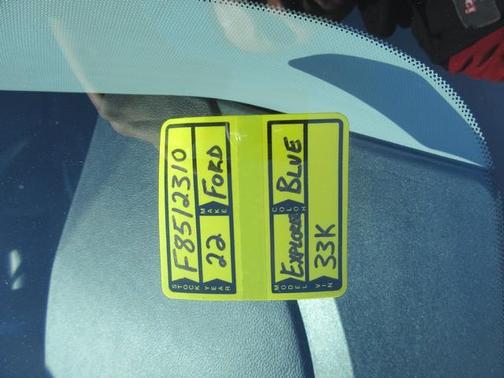 STOCK F8512310
YEAR 22 MAKE FORD
MODEL EXPLORER COLOR BLUE
VIN 33K